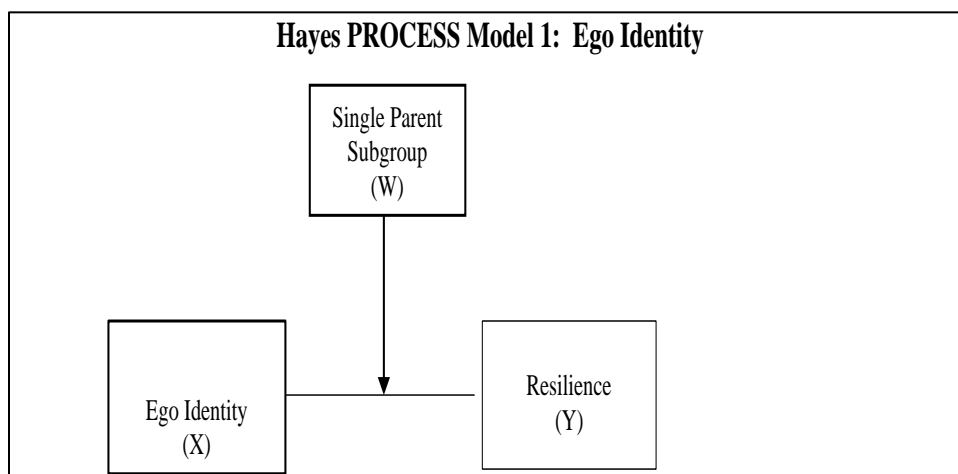 Hayes PROCESS Model 1: Ego Identity
Single Parent
Subgroup
(W)
Ego Identity
(X)
Resilience
(Y)